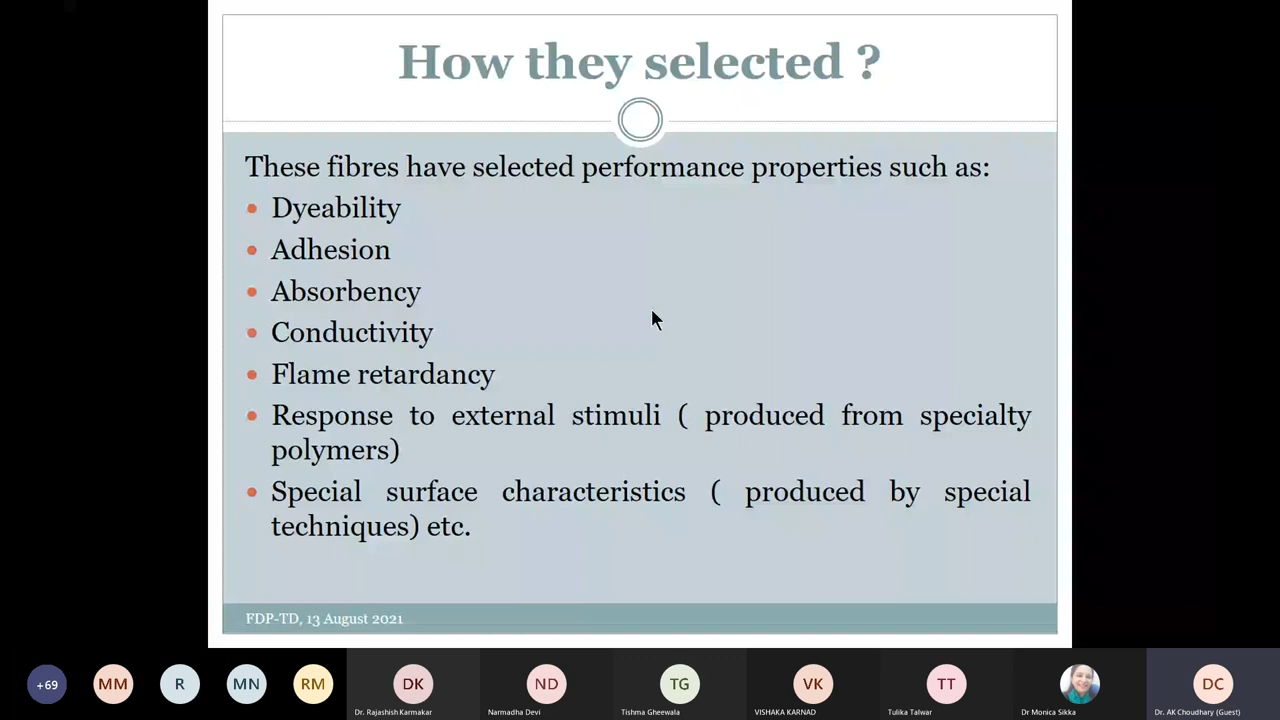 How they selected ?
These fibres have selected performance properties such as:
Dyeability
Adhesion
Absorbency
Conductivity
Flame retardancy
Response to external stimuli ( produced from specialty
polymers)
Special surface characteristics ( produced by special
techniques) etc.
FDP-TD, 13 August 2021
+69
MM
R
MN
RM
DK
ND
TG
VK
TT
DC
Dr. Rajashish Karmakar
Narmadha Devi
Tishma Gheewala
VISHAKA KARNAD
Tulika Talwar
Dr Monica Sikka
Dr. AK Choudhary (Guest)